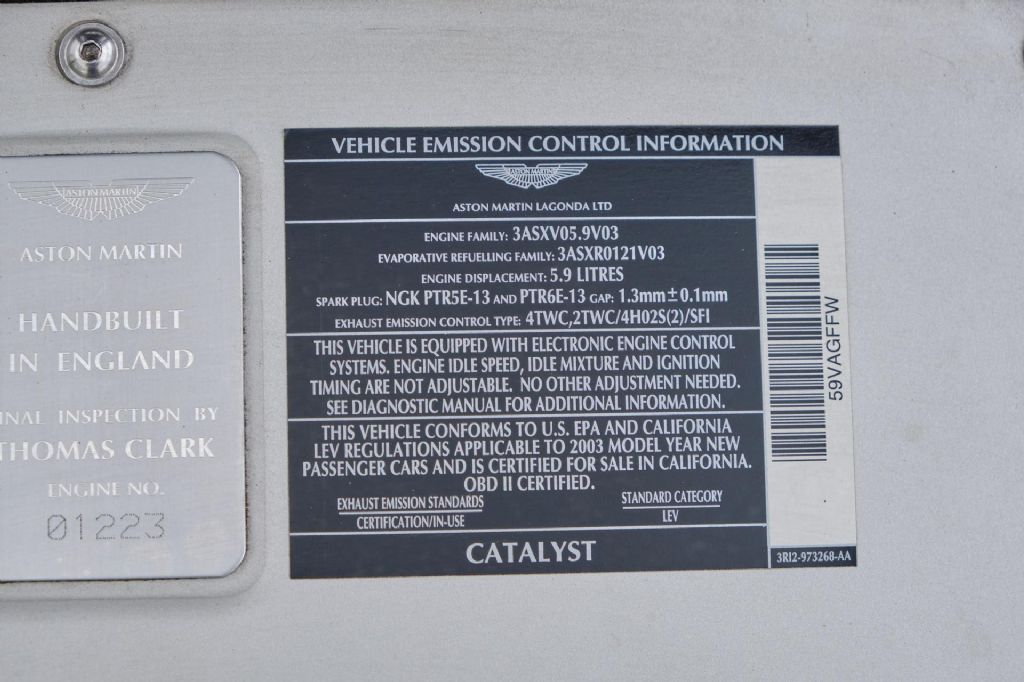 ASTON MARTIN
ASTON MARTIN
HANDBUILT
IN ENGLAND
INAL INSPECTION BY
THOMAS CLARK
ENGINE NO.
01223
VEHICLE EMISSION CONTROL INFORMATION
ASTON MARTIN
ASTON MARTIN LAGONDA LTD
ENGINE FAMILY: 3ASXV05.9V03
EVAPORATIVE REFUELLING FAMILY: 3ASXR0121V03
ENGINE DISPLACEMENT: 5.9 LITRES
SPARK PLUG: NGK PTR5E-13 AND PTR6E-13 GAP: 1.3mm±0.1mm
EXHAUST EMISSION CONTROL TYPE: 4TWC,2TWC/4H02S(2)/SFI
THIS VEHICLE IS EQUIPPED WITH ELECTRONIC ENGINE CONTROL
SYSTEMS. ENGINE IDLE SPEED, IDLE MIXTURE AND IGNITION
TIMING ARE NOT ADJUSTABLE. NO OTHER ADJUSTMENT NEEDED.
SEE DIAGNOSTIC MANUAL FOR ADDITIONAL INFORMATION.
THIS VEHICLE CONFORMS TO U.S. EPA AND CALIFORNIA
LEV REGULATIONS APPLICABLE TO 2003 MODEL YEAR NEW
PASSENGER CARS AND IS CERTIFIED FOR SALE IN CALIFORNIA.
OBD II CERTIFIED.
EXHAUST EMISSION STANDARDS STANDARD CATEGORY
CERTIFICATION/IN-USE LEV
CATALYST
59VAGFFW
3RI2-973268-AA